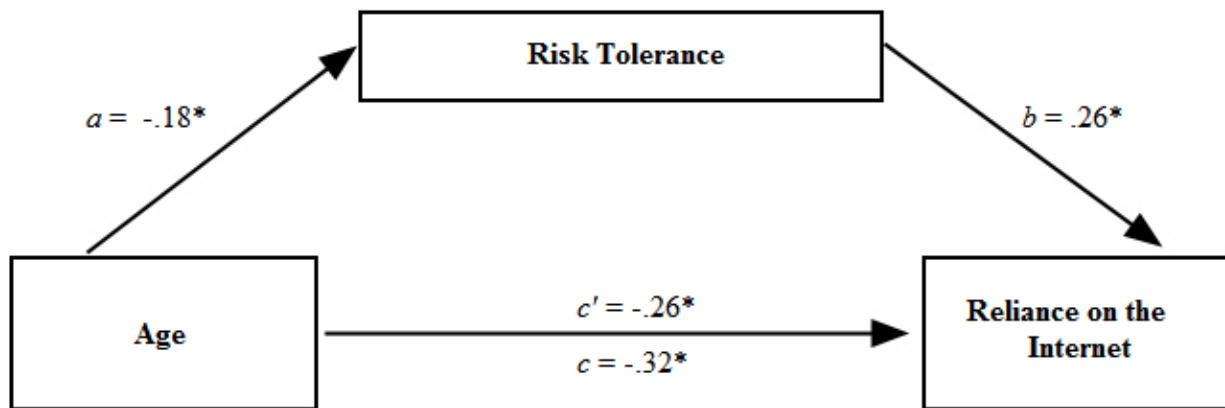 Risk Tolerance
a = -.18*
b = .26*
Age
c' = -.26*
c = -.32*
Reliance on the
Internet